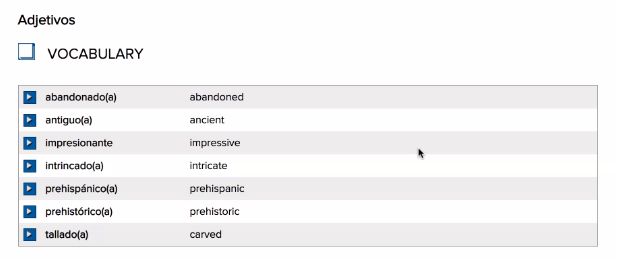 Adjetivos
VOCABULARY
abandonado(a) abandoned
antiguo(a) ancient
impresionante impressive
intrincado(a) intricate
prehispánico(a) prehispanic
prehistórico(a) prehistoric
tallado(a) carved